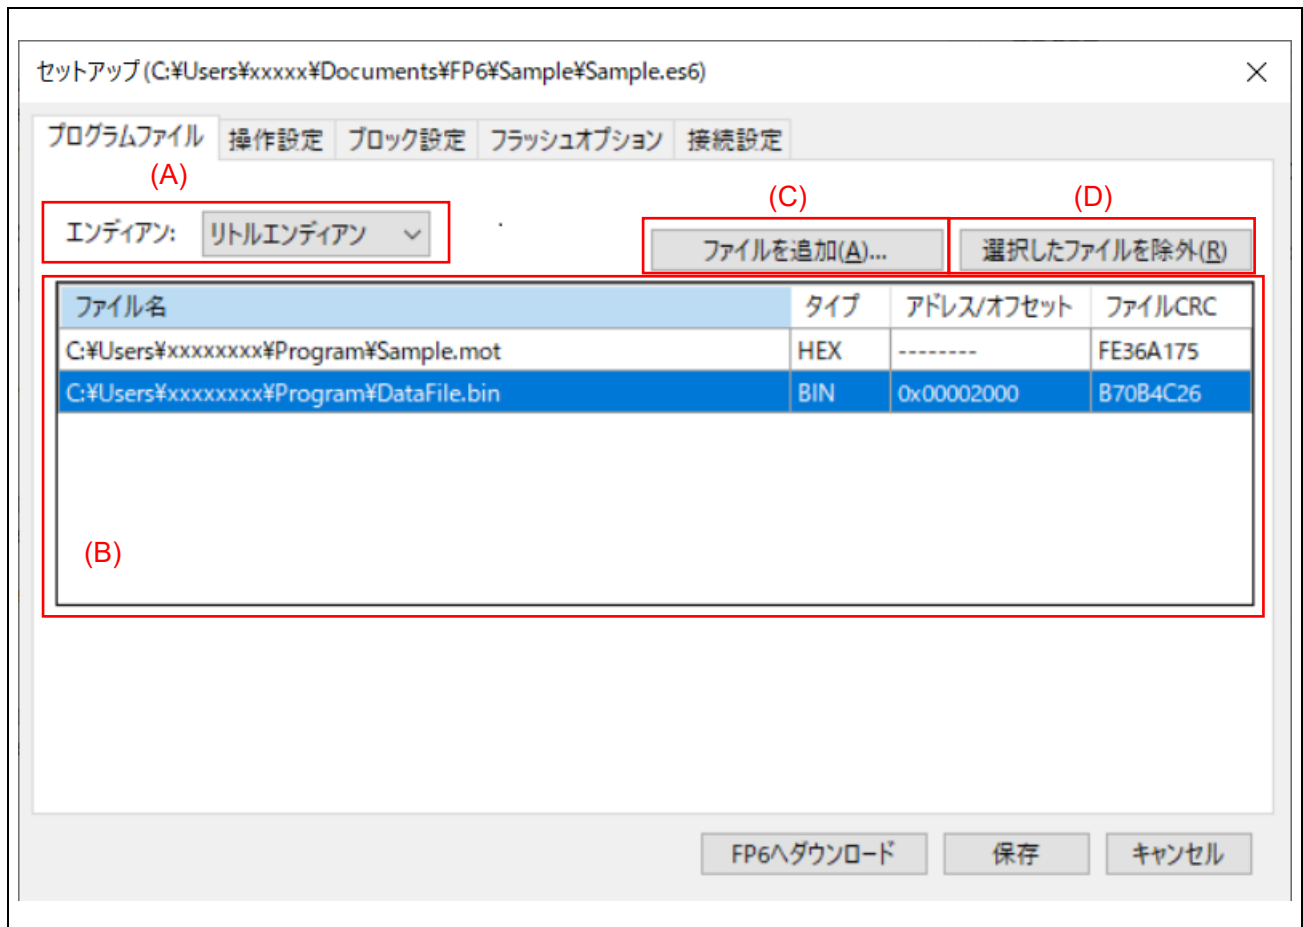 セットアップ (C:¥Users¥xxxxx¥Documents¥FP6¥Sample¥Sample.es6)
プログラムファイル 操作設定 ブロック設定 フラッシュオプション 接続設定
(A)
(C) (D)
エンディアン: リトルエンディアン
ファイルを追加(A)... 選択したファイルを除外(R)
ファイル名 タイプ アドレス/オフセット ファイルCRC
C:¥Users¥xxxxxxxx¥Program¥Sample.mot HEX -------- FE36A175
C:¥Users¥xxxxxxxx¥Program¥DataFile.bin BIN 0x00002000 B70B4C26
(B)
FP6へダウンロード 保存 キャンセル